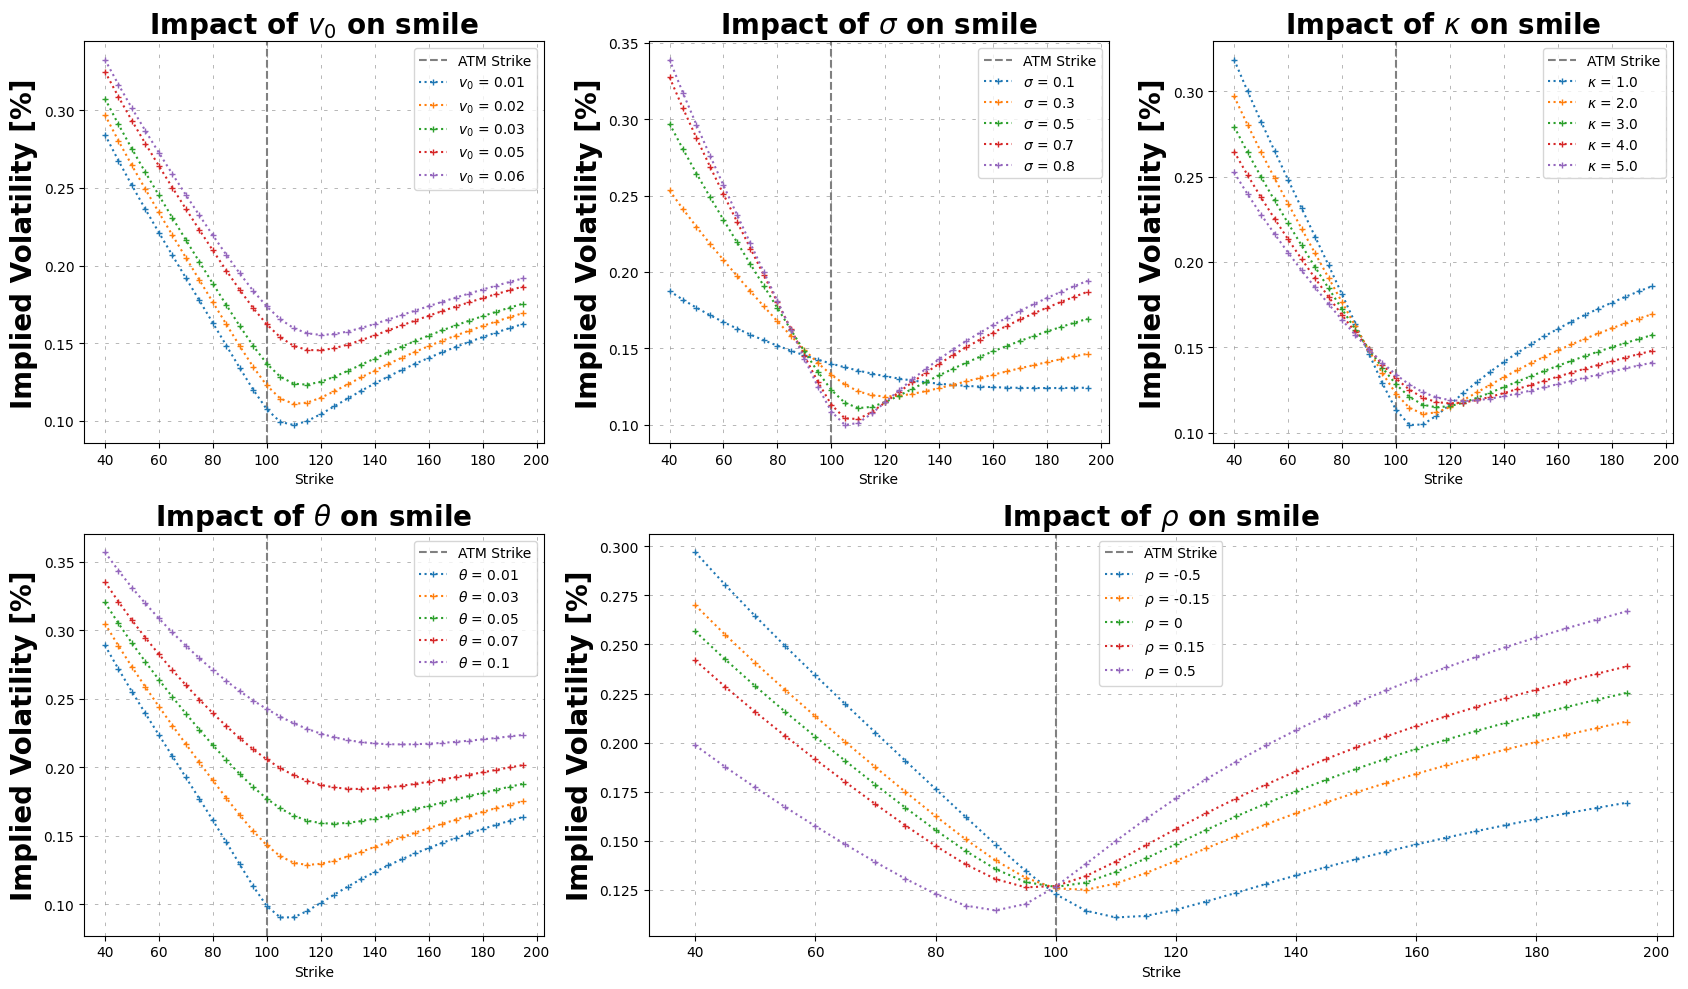 Impact of v₀ on smile
Implied Volatility [%]
0.30
0.25
0.20
0.15
0.10
ATM Strike
v₀ = 0.01
v₀ = 0.02
v₀ = 0.03
v₀ = 0.05
v₀ = 0.06
40 60 80 100 120 140 160 180 200
Strike
Impact of σ on smile
Implied Volatility [%]
0.35
0.30
0.25
0.20
0.15
0.10
ATM Strike
σ = 0.1
σ = 0.3
σ = 0.5
σ = 0.7
σ = 0.8
40 60 80 100 120 140 160 180 200
Strike
Impact of κ on smile
Implied Volatility [%]
0.30
0.25
0.20
0.15
0.10
ATM Strike
κ = 1.0
κ = 2.0
κ = 3.0
κ = 4.0
κ = 5.0
40 60 80 100 120 140 160 180 200
Strike
Impact of θ on smile
Implied Volatility [%]
0.35
0.30
0.25
0.20
0.15
0.10
ATM Strike
θ = 0.01
θ = 0.03
θ = 0.05
θ = 0.07
θ = 0.1
40 60 80 100 120 140 160 180 200
Strike
Impact of ρ on smile
Implied Volatility [%]
0.300
0.275
0.250
0.225
0.200
0.175
0.150
0.125
ATM Strike
ρ = -0.5
ρ = -0.15
ρ = 0
ρ = 0.15
ρ = 0.5
40 60 80 100 120 140 160 180 200
Strike